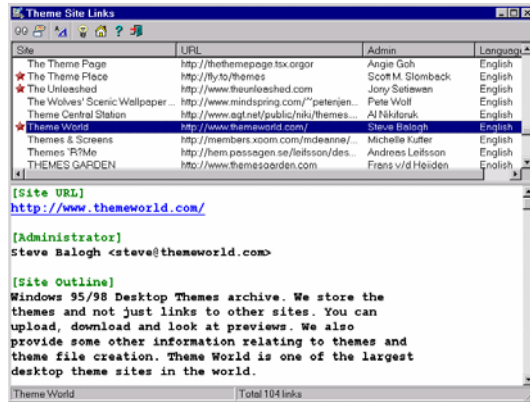 Theme Site Links
Site URL Admin Language
The Theme Page http://thethemepage.tsx.orgor Angie Goh English
The Theme Place http://fly.to/themes Scott M. Slomback English
The Unleashed http://www.theunleashed.com Jony Setiawan English
The Wolves' Scenic Wallpaper... http://www.mindspring.com/~petenjen... Pete Wolf English
Theme Central Station http://www.agt.net/public/niki/themes... Al Nikiforuk English
Theme World http://www.themeworld.com/ Steve Balogh English
Themes & Screens http://members.xoom.com/mdeanne/... Michelle Kuffer English
Themes `R?Me http://hem.passagen.se/leifsson/des... Andreas Leifsson English
THEMES GARDEN http://www.themesgarden.com Frans v/d Heijden English
[Site URL]
http://www.themeworld.com/
[Administrator]
Steve Balogh <steve@themeworld.com>
[Site Outline]
Windows 95/98 Desktop Themes archive. We store the
themes and not just links to other sites. You can
upload, download and look at previews. We also
provide some other information relating to themes and
theme file creation. Theme World is one of the largest
desktop theme sites in the world.
Theme World Total 104 links